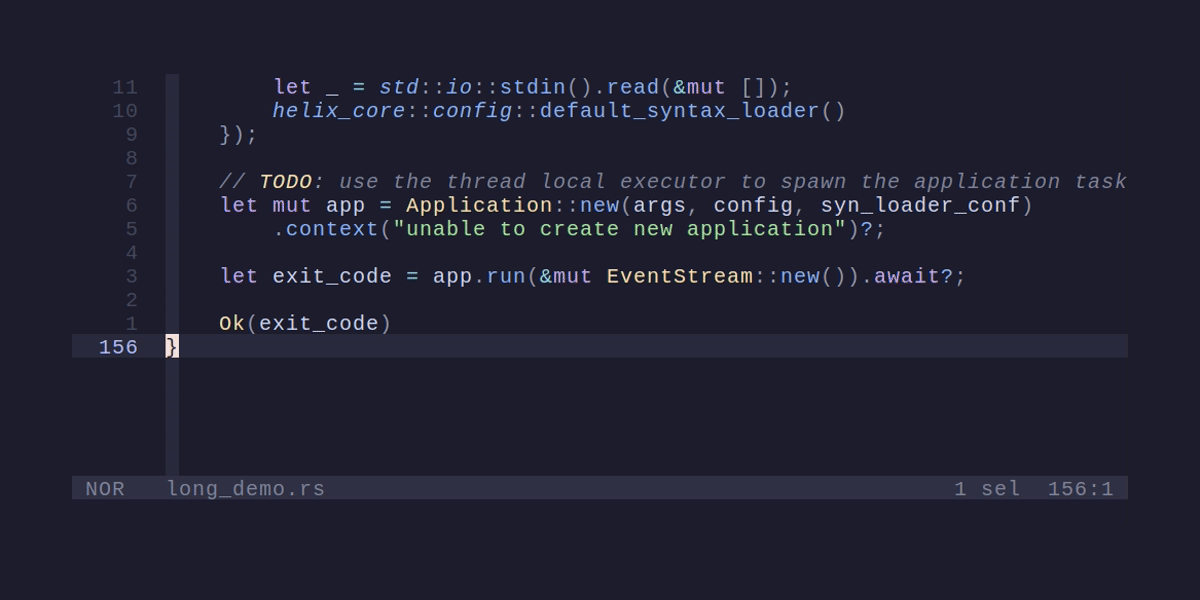 11          let _ = std::io::stdin().read(&mut []);
10          helix_core::config::default_syntax_loader()
9      });
8
7      // TODO: use the thread local executor to spawn the application task
6      let mut app = Application::new(args, config, syn_loader_conf)
5          .context("unable to create new application")?;
4
3      let exit_code = app.run(&mut EventStream::new()).await?;
2
1      Ok(exit_code)
156  }
NOR   long_demo.rs   1 sel  156:1